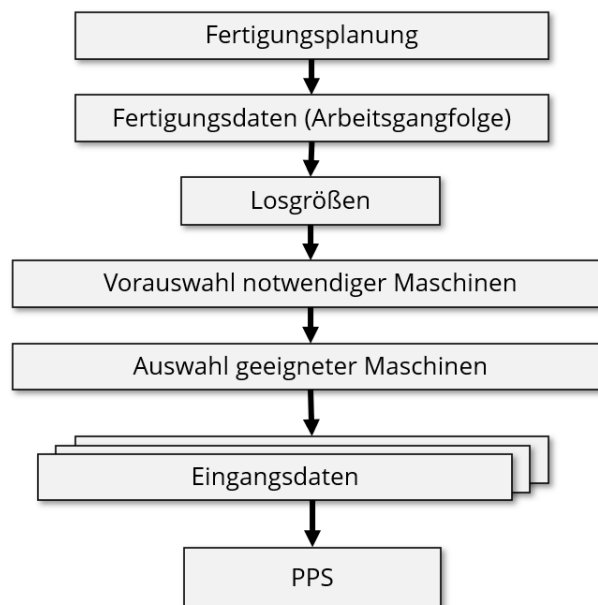 Fertigungsplanung
Fertigungsdaten (Arbeitsgangfolge)
Losgrößen
Vorauswahl notwendiger Maschinen
Auswahl geeigneter Maschinen
Eingangsdaten
PPS